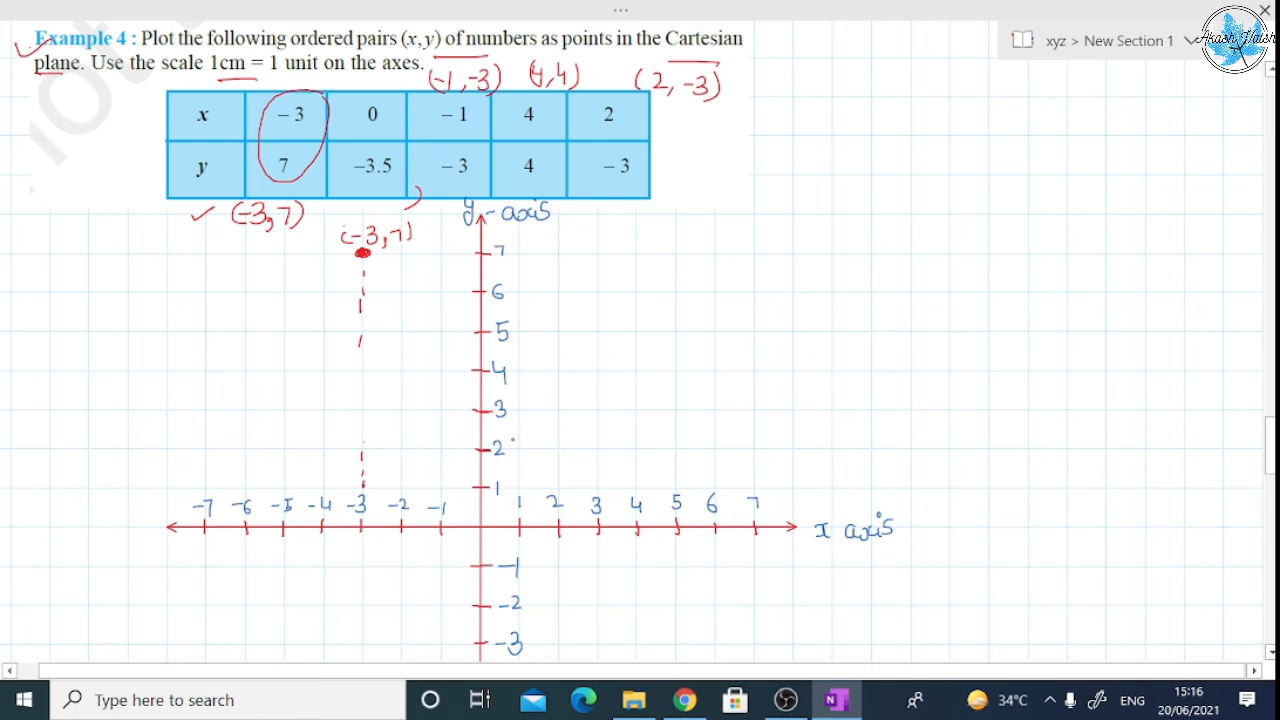 Example 4 : Plot the following ordered pairs (x, y) of numbers as points in the Cartesian
plane. Use the scale 1cm = 1 unit on the axes.
xyz > New Section 1
(-1, -3) (4, 4) (2, -3)
x – 3 0 – 1 4 2
y 7 –3.5 – 3 4 – 3
✓ (-3, 7) )
y - axis
(-3, 7)
7
6
5
4
3
2
1
-7 -6 -5 -4 -3 -2 -1 1 2 3 4 5 6 7
x axis
-1
-2
-3
Type here to search
34°C ENG 15:16
20/06/2021